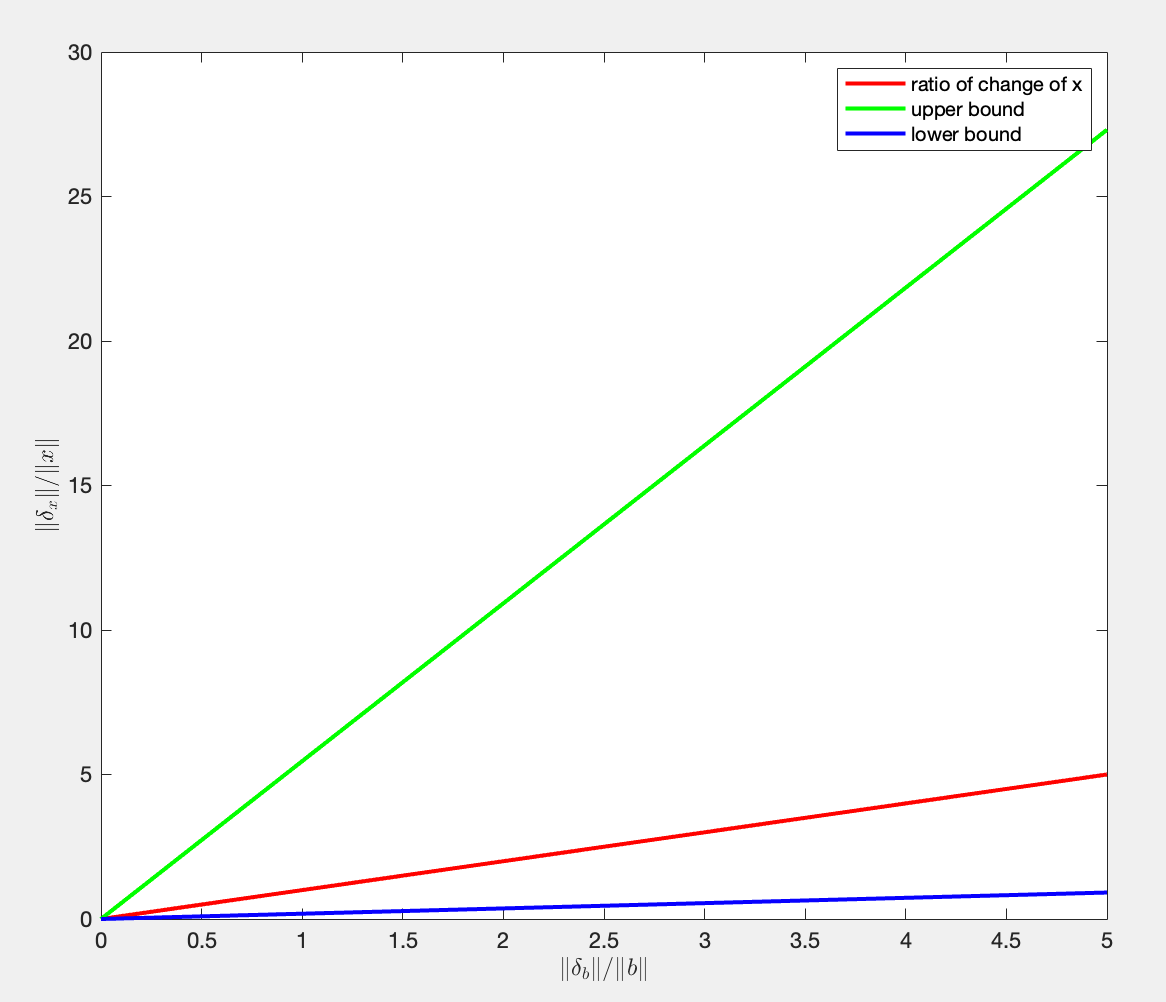 30
25
20
15
10
5
0
‖δₓ‖/‖x‖
ratio of change of x
upper bound
lower bound
0 0.5 1 1.5 2 2.5 3 3.5 4 4.5 5
‖δ_b‖/‖b‖